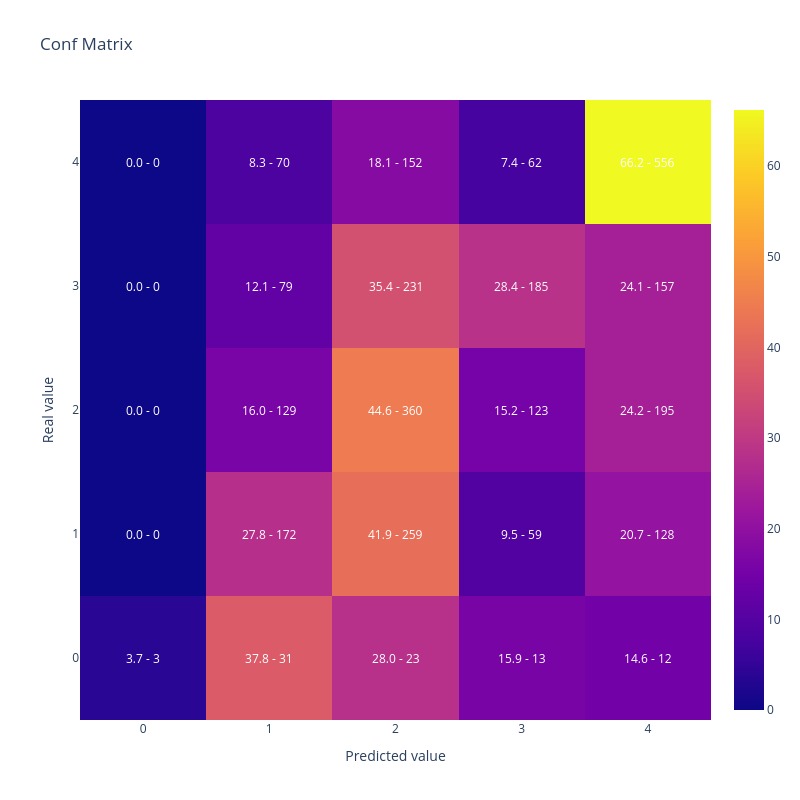 Conf Matrix
4 0.0 - 0 8.3 - 70 18.1 - 152 7.4 - 62 66.2 - 556
3 0.0 - 0 12.1 - 79 35.4 - 231 28.4 - 185 24.1 - 157
2 0.0 - 0 16.0 - 129 44.6 - 360 15.2 - 123 24.2 - 195
1 0.0 - 0 27.8 - 172 41.9 - 259 9.5 - 59 20.7 - 128
0 3.7 - 3 37.8 - 31 28.0 - 23 15.9 - 13 14.6 - 12
0 1 2 3 4
Predicted value
Real value
60
50
40
30
20
10
0